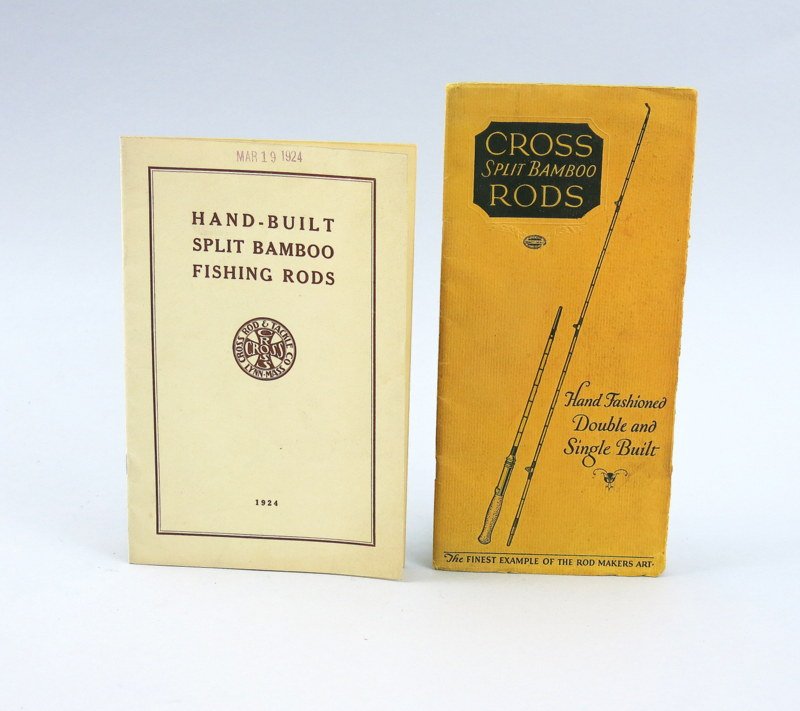 MAR 19 1924
HAND-BUILT
SPLIT BAMBOO
FISHING RODS
CROSS ROD & TACKLE CO
CROSS
LYNN-MASS
1924
CROSS
SPLIT BAMBOO
RODS
Hand Fashioned
Double and
Single Built
The FINEST EXAMPLE OF THE ROD MAKERS ART